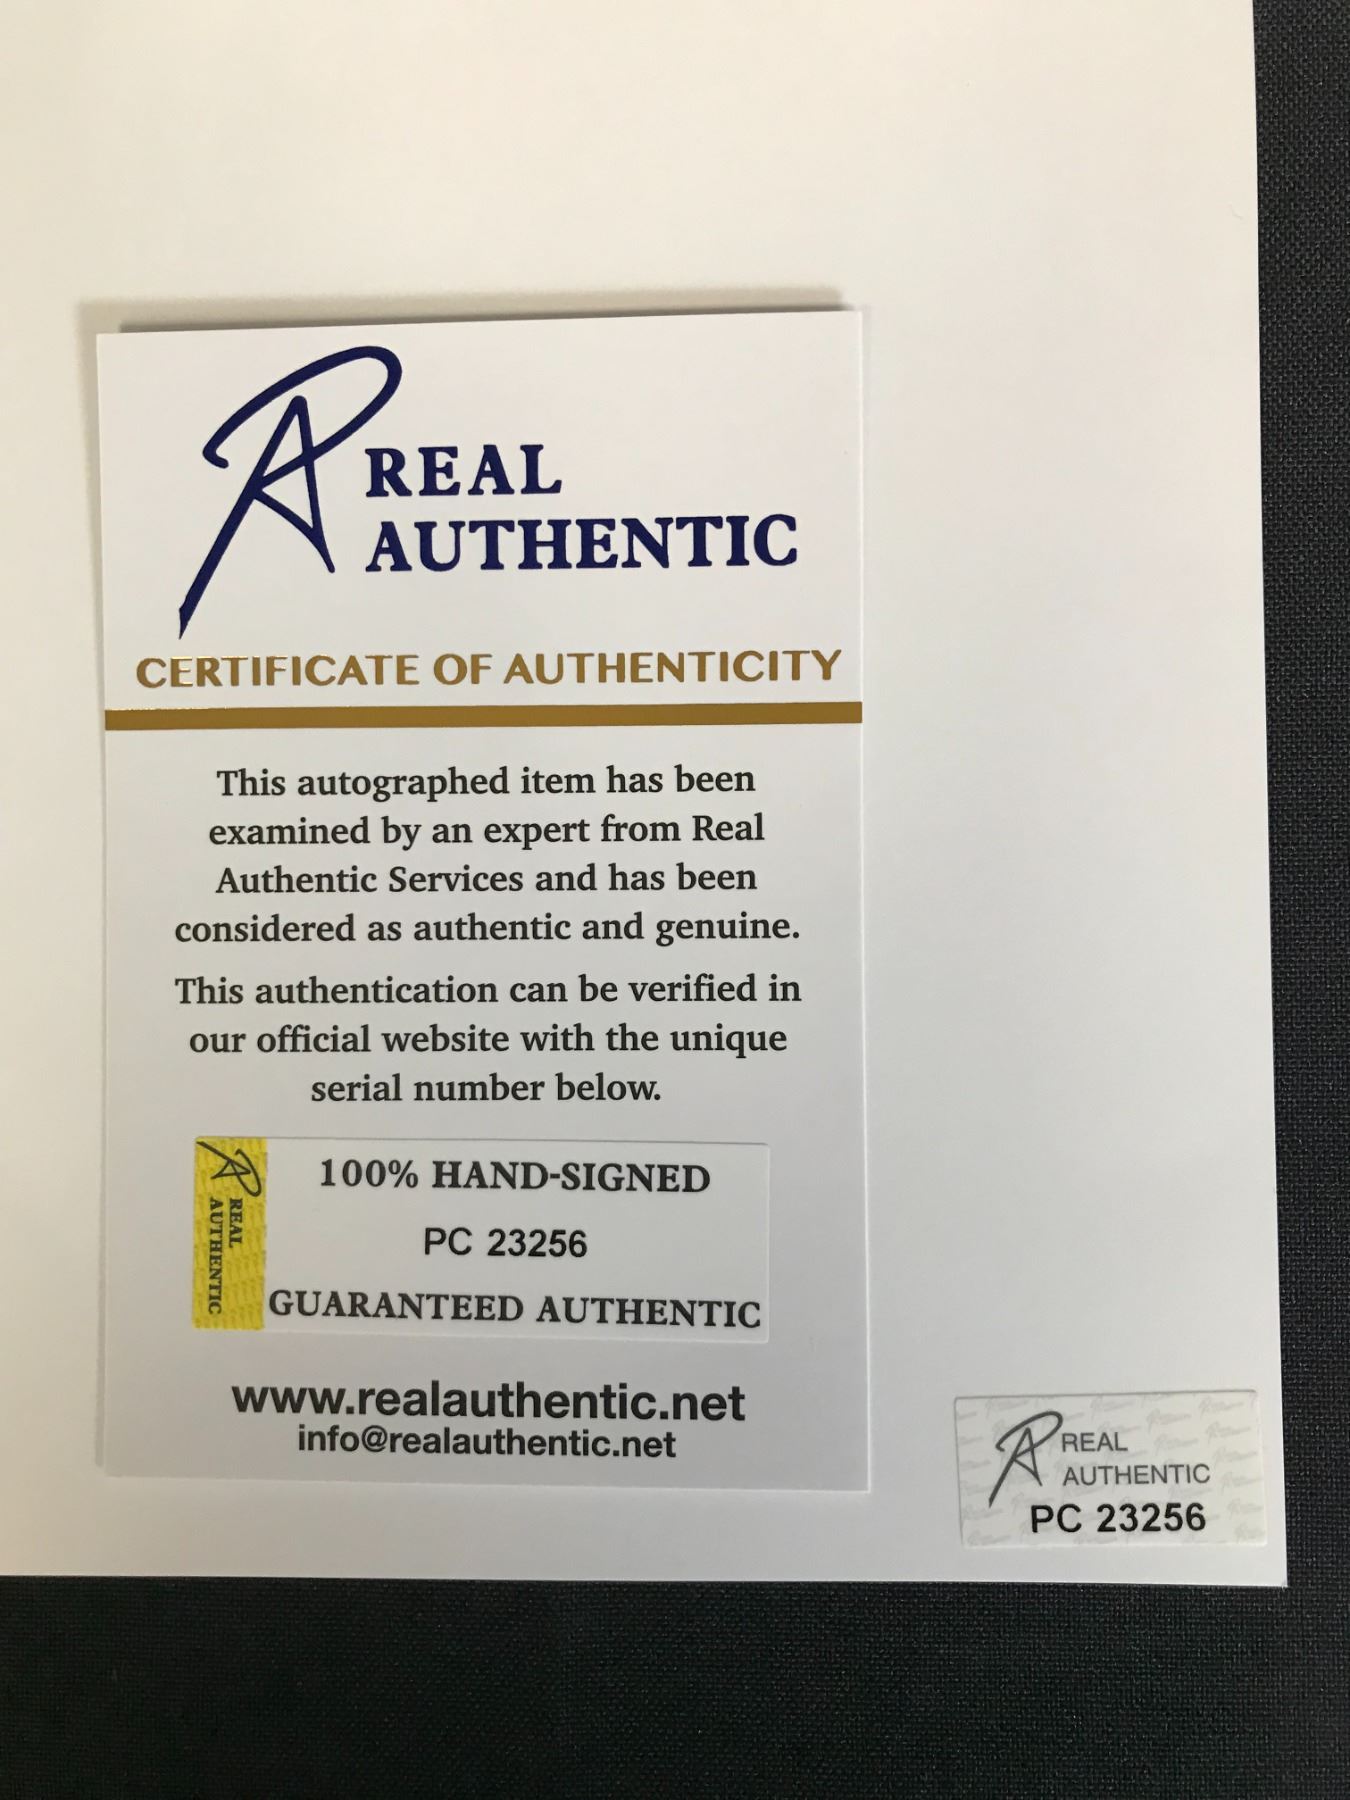 REAL
AUTHENTIC
CERTIFICATE OF AUTHENTICITY
This autographed item has been
examined by an expert from Real
Authentic Services and has been
considered as authentic and genuine.
This authentication can be verified in
our official website with the unique
serial number below.
REAL
AUTHENTIC
100% HAND-SIGNED
PC 23256
GUARANTEED AUTHENTIC
www.realauthentic.net
info@realauthentic.net
REAL
AUTHENTIC
PC 23256